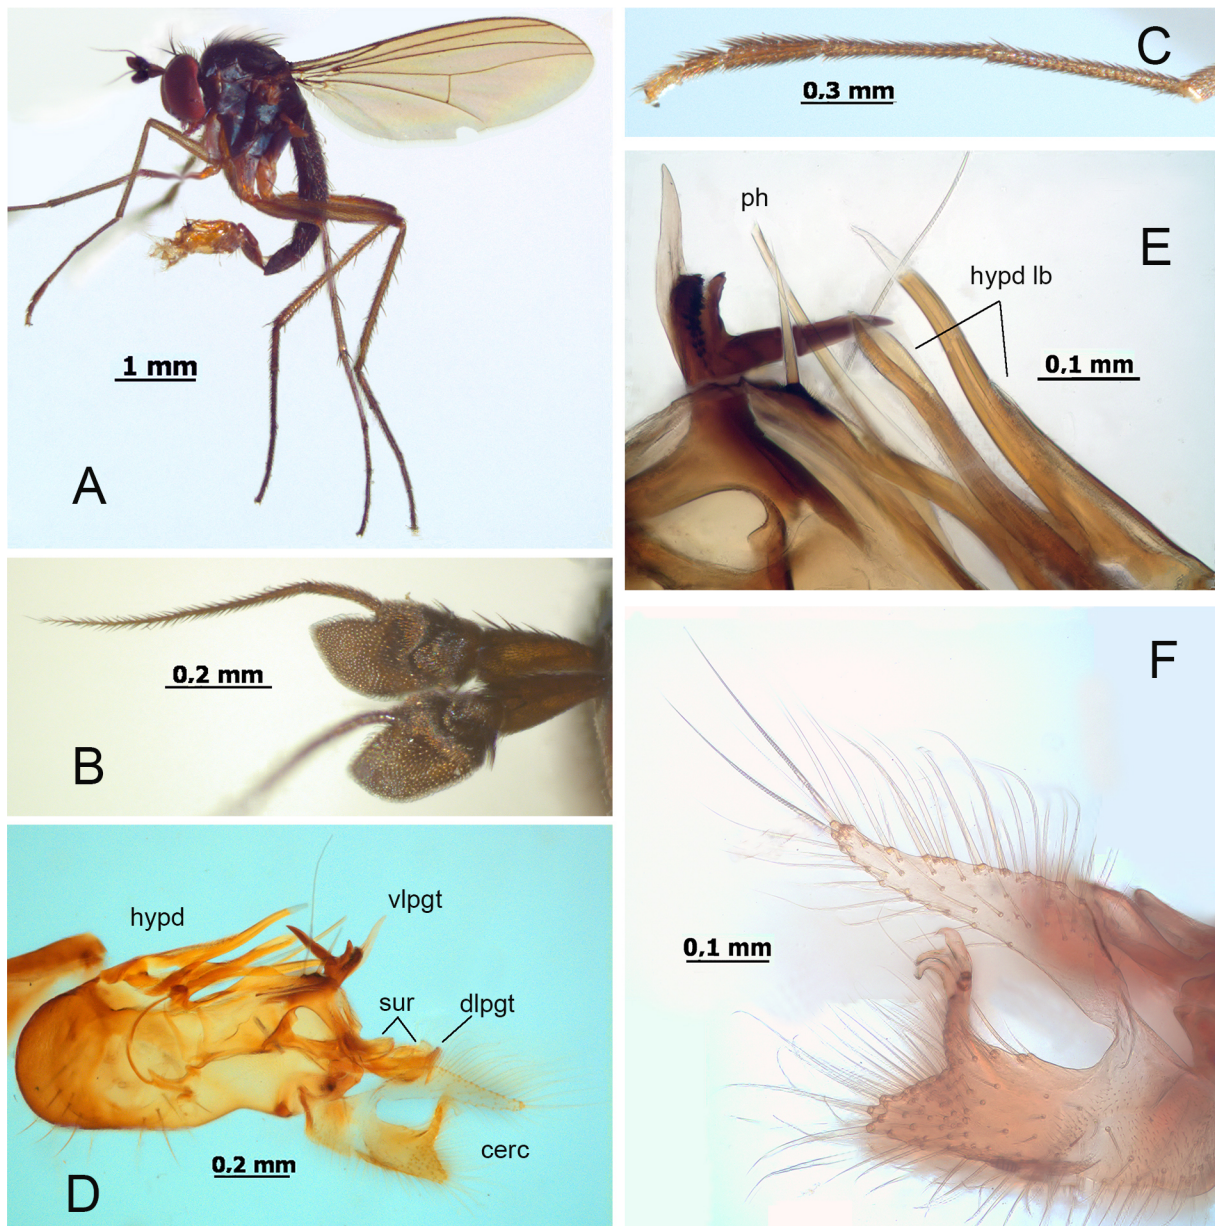 1 mm
A
0,2 mm
B
hypd
vlpgt
sur
dlpgt
cerc
0,2 mm
D
C
0,3 mm
ph
E
hypd lb
0,1 mm
F
0,1 mm